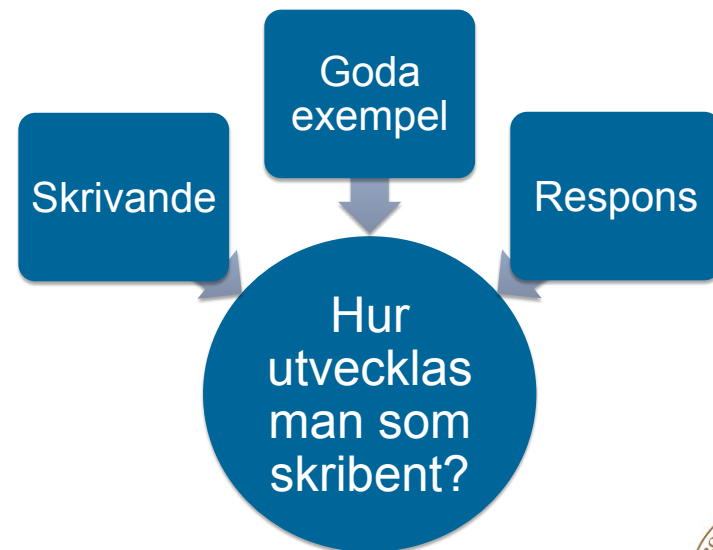 Goda
exempel
Skrivande
Respons
Hur
utvecklas
man som
skribent?